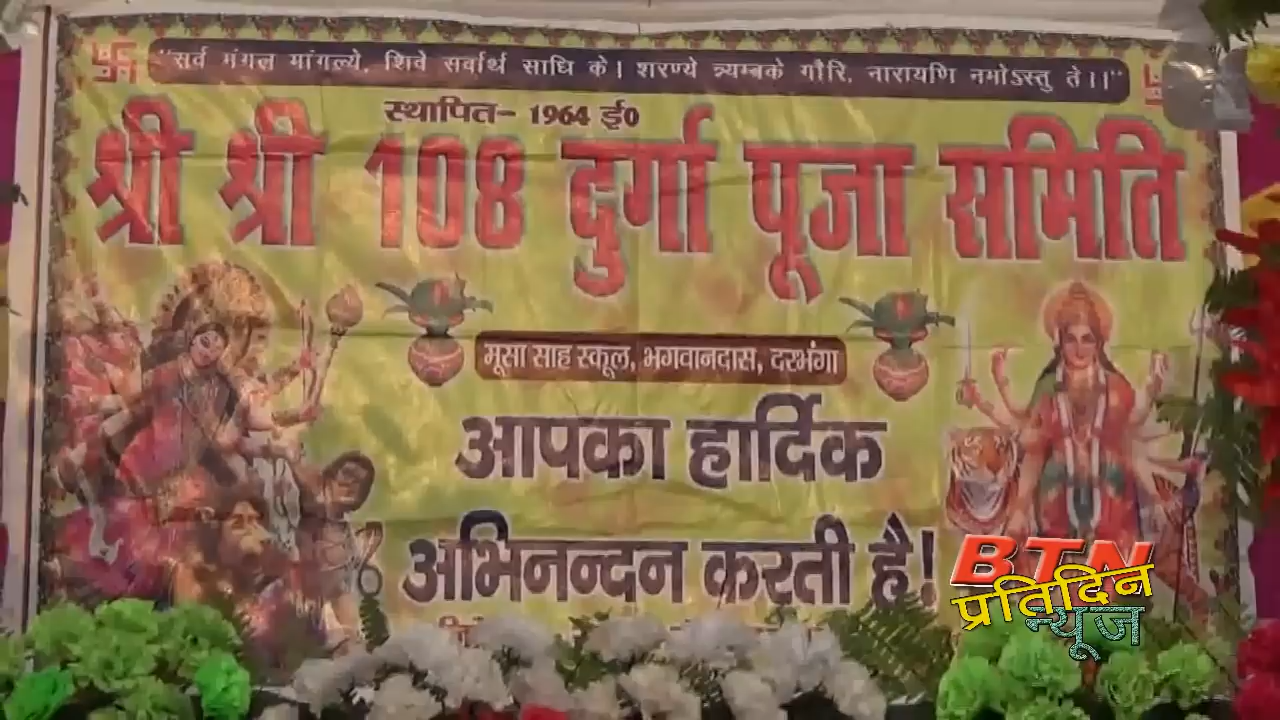 "सर्व मंगल मांगल्ये, शिवे सर्वार्थ साधि के। शरण्ये त्र्यम्बके गौरि, नारायणि नमोऽस्तु ते।।"
स्थापित- 1964 ई०
श्री श्री 108 दुर्गा पूजा समिति
मूसा साह स्कूल, भगवानदास, दरभंगा
आपका हार्दिक
अभिनन्दन करती है!
BTN
प्रतिदिन
न्यूज